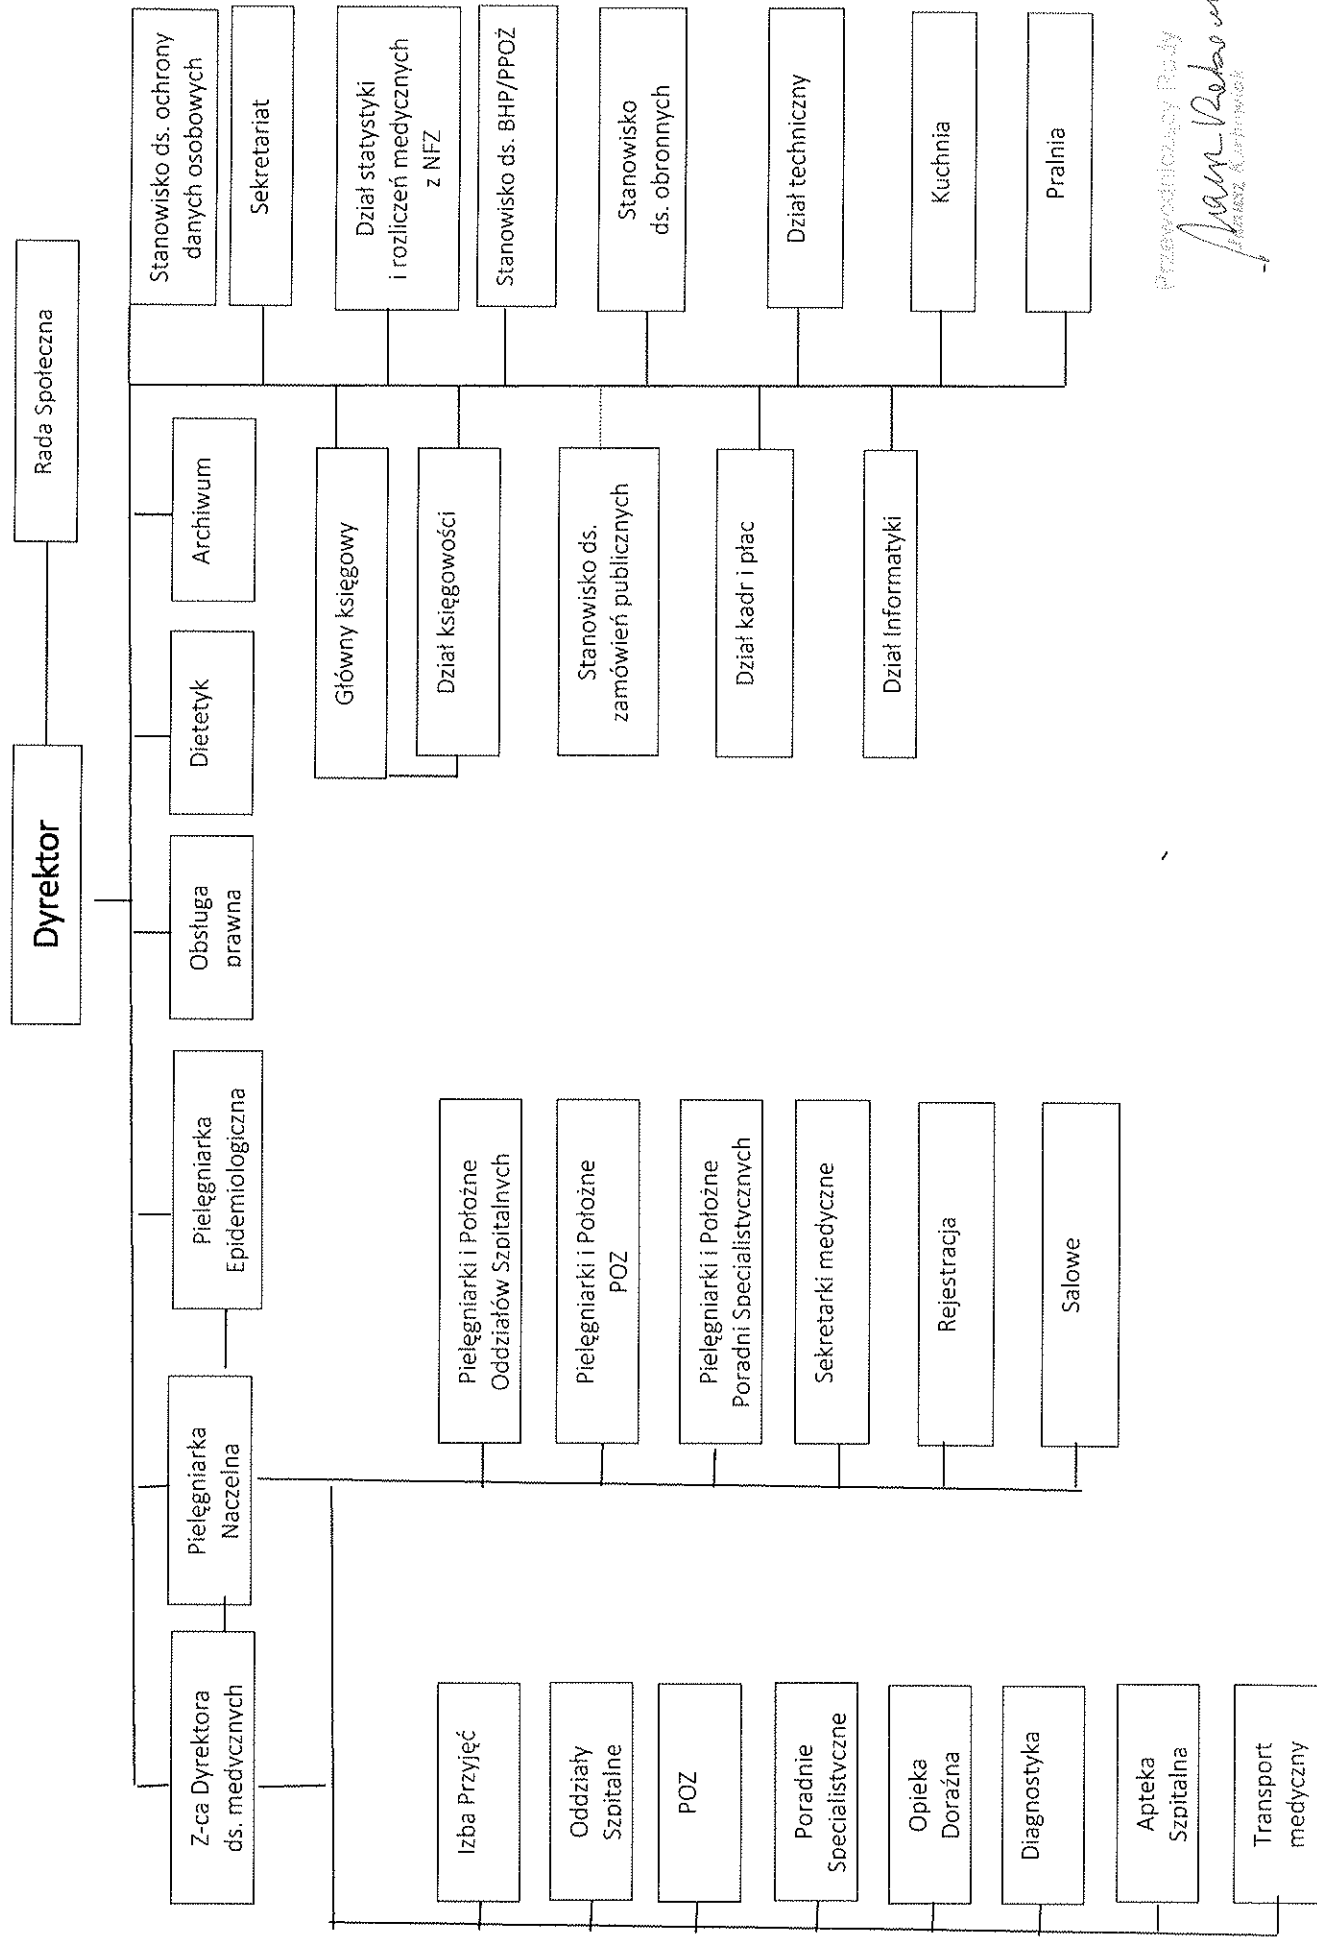 Dyrektor
Rada Społeczna
Z-ca Dyrektora
ds. medycznych
Pielęgniarka
Naczelna
Pielęgniarka
Epidemiologiczna
Obsługa
prawna
Dietetyk
Archiwum
Izba Przyjęć
Oddziały
Szpitalne
POZ
Poradnie
Specjalistyczne
Opieka
Doraźna
Diagnostyka
Apteka
Szpitalna
Transport
medyczny
Pielęgniarki i Położne
Oddziałów Szpitalnych
Pielęgniarki i Położne
POZ
Pielęgniarki i Położne
Poradni Specjalistycznych
Sekretarki medyczne
Rejestracja
Salowe
Główny księgowy
Dział księgowości
Stanowisko ds.
zamówień publicznych
Dział kadr i płac
Dział Informatyki
Stanowisko ds. ochrony
danych osobowych
Sekretariat
Dział statystyki
i rozliczeń medycznych
z NFZ
Stanowisko ds. BHP/PPOŻ
Stanowisko
ds. obronnych
Dział techniczny
Kuchnia
Pralnia
Przewodniczący Rady